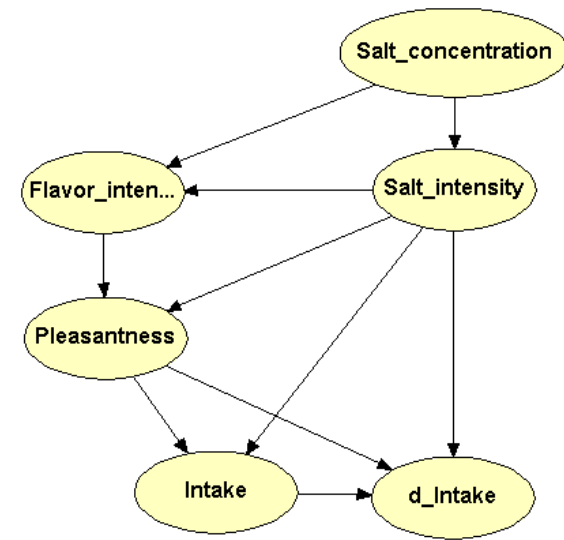 Salt_concentration
Flavor_inten...
Salt_intensity
Pleasantness
Intake
d_Intake